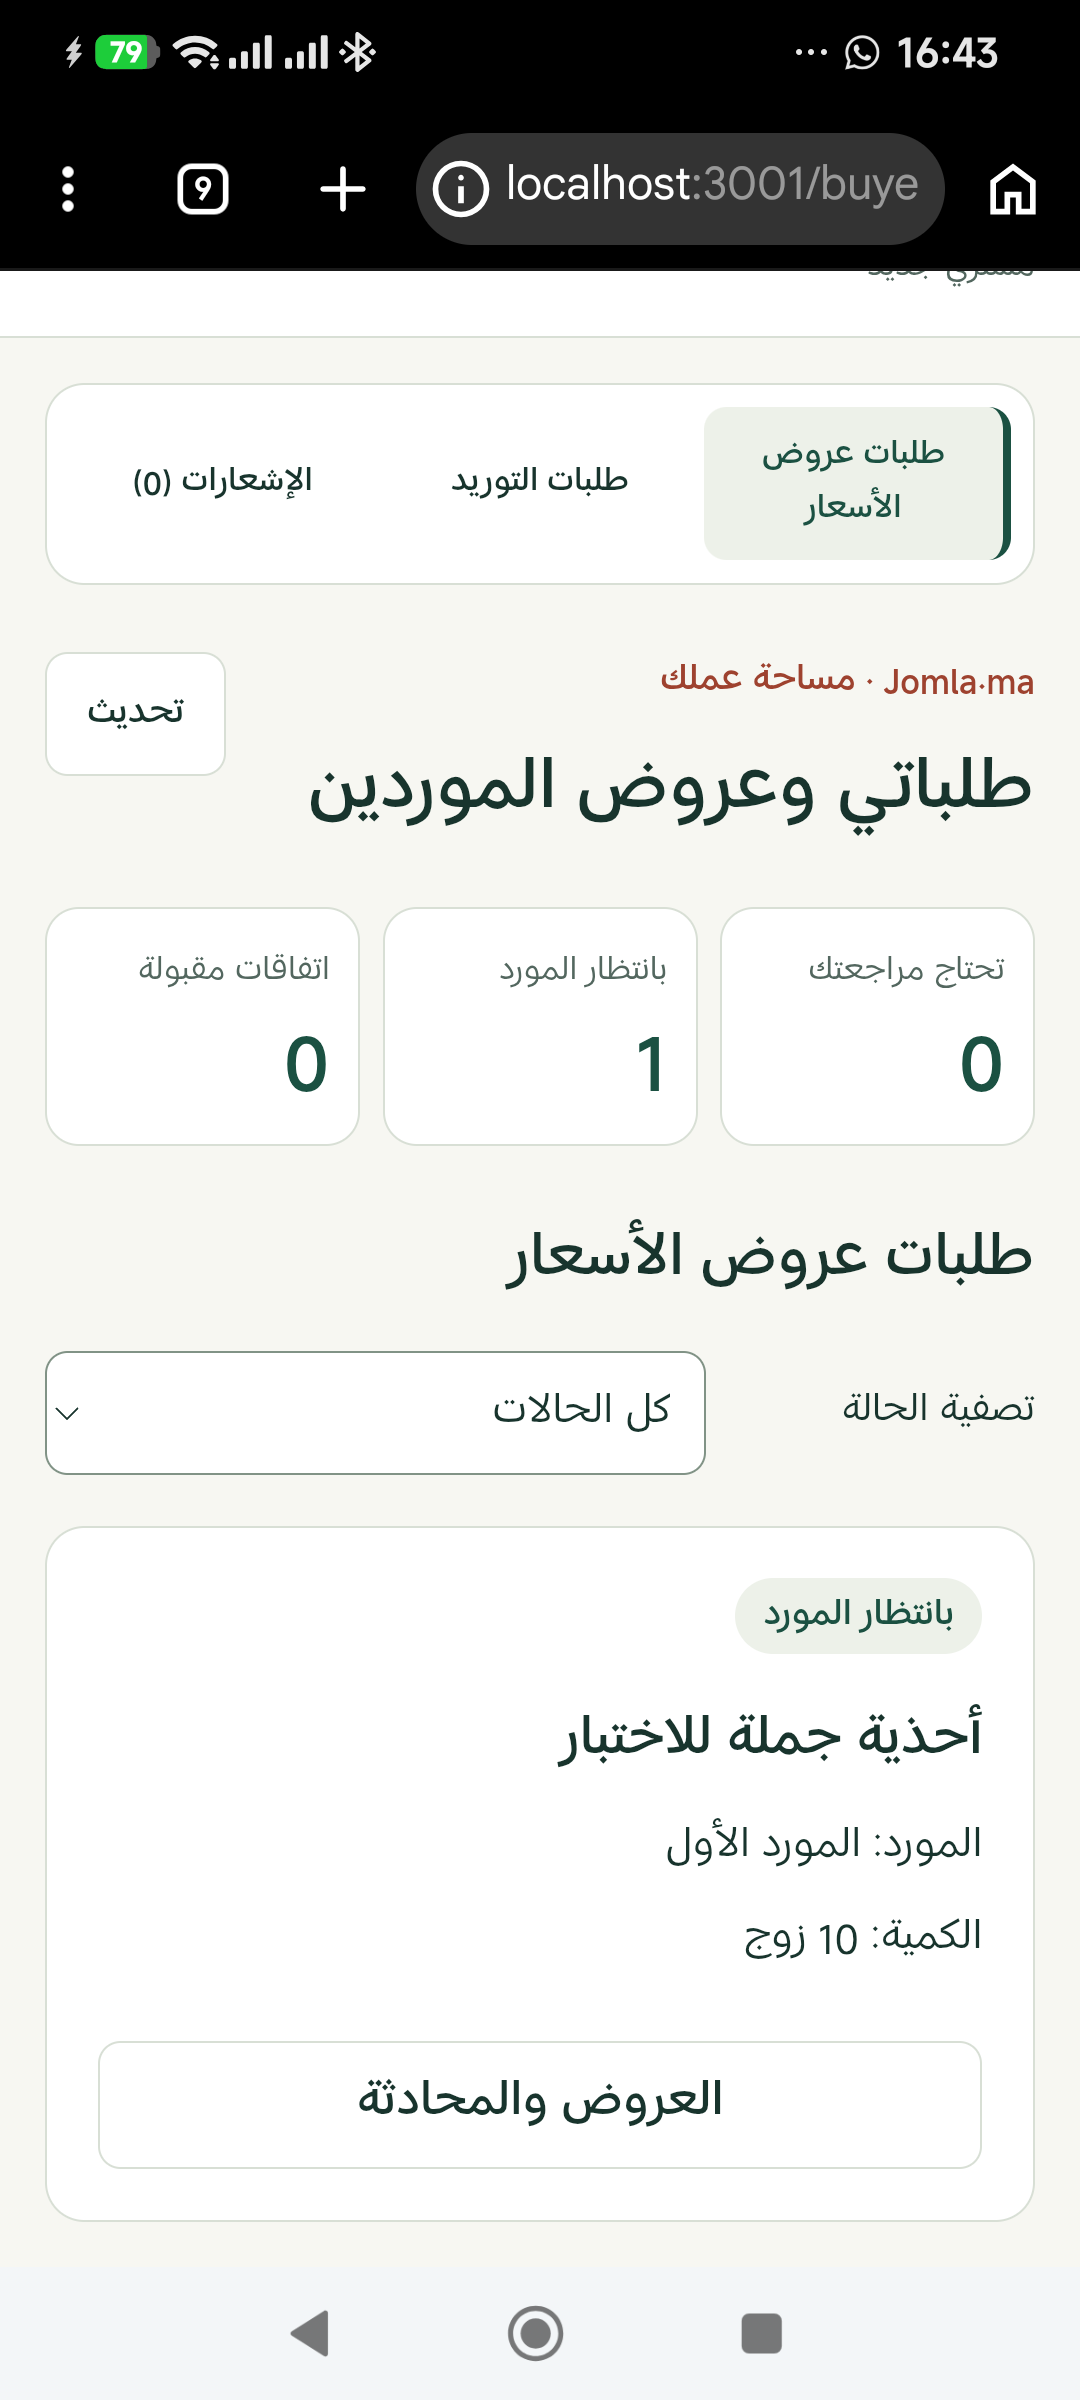 79
16:43
9
localhost:3001/buye
طلبات عروض
الأسعار
طلبات التوريد
الإشعارات (0)
Jomla.ma · مساحة عملك
تحديث
طلباتي وعروض الموردين
تحتاج مراجعتك
0
بانتظار المورد
1
اتفاقات مقبولة
0
طلبات عروض الأسعار
تصفية الحالة
كل الحالات
بانتظار المورد
أحذية جملة للاختبار
المورد: المورد الأول
الكمية: 10 زوج
العروض والمحادثة